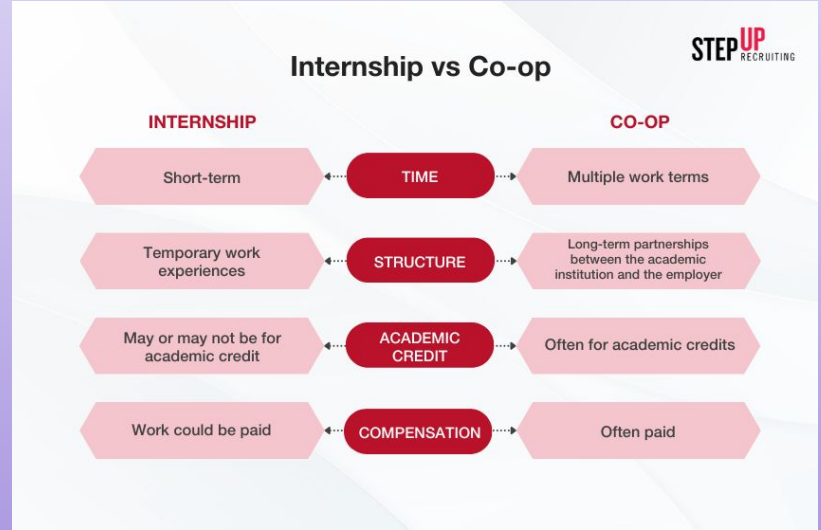 Internship vs Co-op
STEPUP
RECRUITING
INTERNSHIP
CO-OP
Short-term
TIME
Multiple work terms
Temporary work
experiences
STRUCTURE
Long-term partnerships
between the academic
institution and the employer
May or may not be for
academic credit
ACADEMIC
CREDIT
Often for academic credits
Work could be paid
COMPENSATION
Often paid